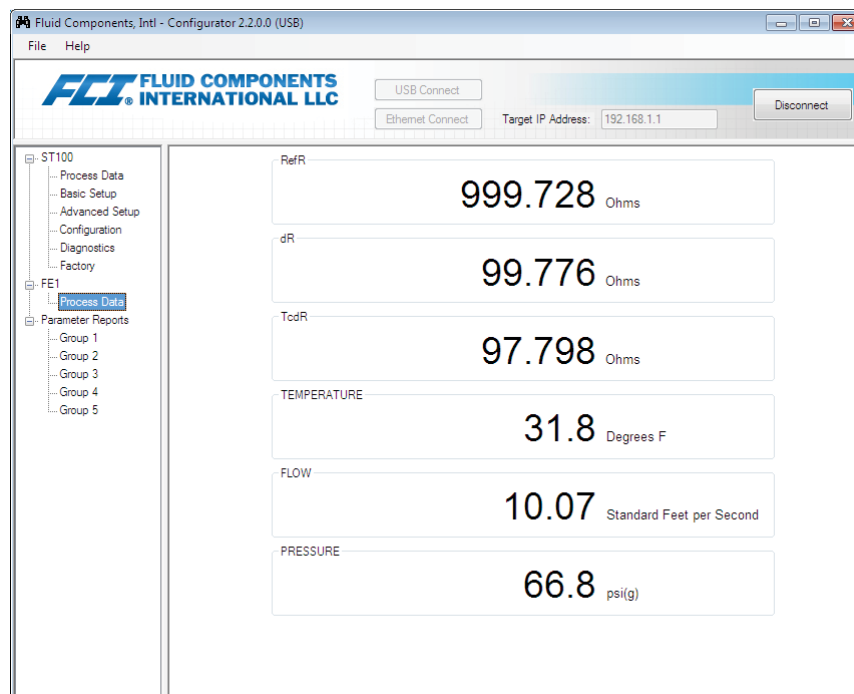 Fluid Components, Intl - Configurator 2.2.0.0 (USB)
File Help
FCI FLUID COMPONENTS
® INTERNATIONAL LLC
USB Connect
Ethernet Connect Target IP Address: 192.168.1.1
Disconnect
ST100
Process Data
Basic Setup
Advanced Setup
Configuration
Diagnostics
Factory
FE1
Process Data
Parameter Reports
Group 1
Group 2
Group 3
Group 4
Group 5
RefR
999.728 Ohms
dR
99.776 Ohms
TcdR
97.798 Ohms
TEMPERATURE
31.8 Degrees F
FLOW
10.07 Standard Feet per Second
PRESSURE
66.8 psi(g)